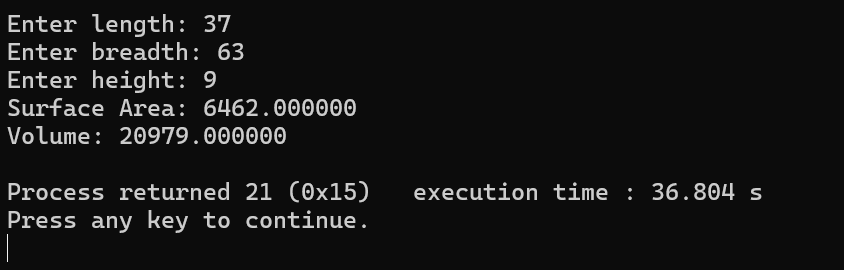 Enter length: 37
Enter breadth: 63
Enter height: 9
Surface Area: 6462.000000
Volume: 20979.000000
Process returned 21 (0x15)   execution time : 36.804 s
Press any key to continue.